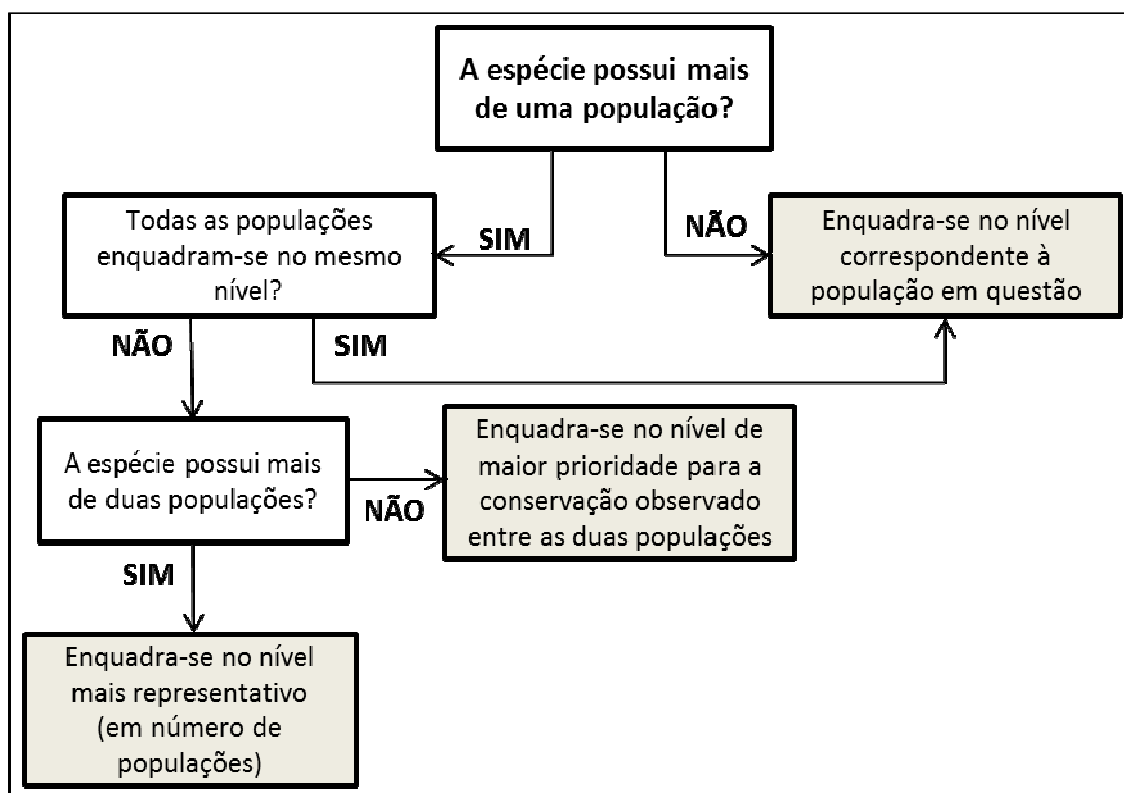 A espécie possui mais
de uma população?
Todas as populações
enquadram-se no mesmo
nível?
SIM
NÃO
Enquadra-se no nível
correspondente à
população em questão
NÃO
SIM
A espécie possui mais
de duas populações?
NÃO
Enquadra-se no nível de
maior prioridade para a
conservação observado
entre as duas populações
SIM
Enquadra-se no nível
mais representativo
(em número de
populações)